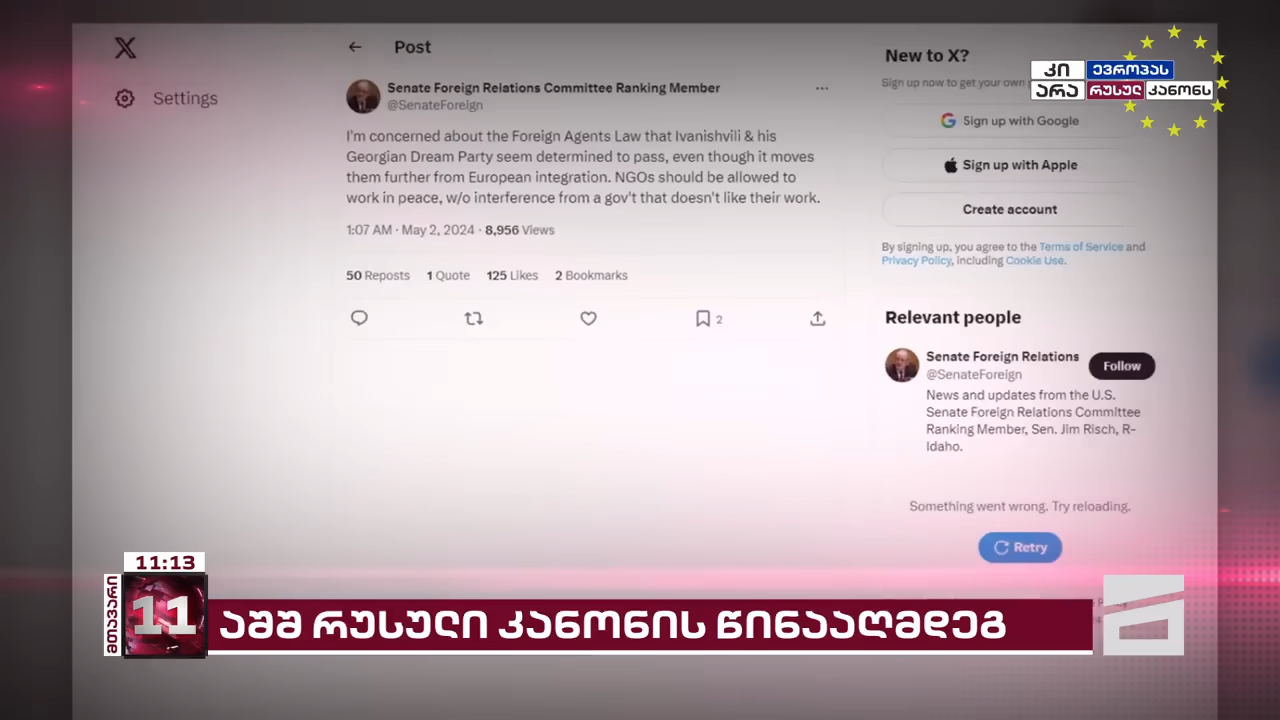 Post
Settings
Senate Foreign Relations Committee Ranking Member
@SenateForeign
I'm concerned about the Foreign Agents Law that Ivanishvili & his
Georgian Dream Party seem determined to pass, even though it moves
them further from European integration. NGOs should be allowed to
work in peace, w/o interference from a gov't that doesn't like their work.
1:07 AM · May 2, 2024 · 8,956 Views
50 Reposts 1 Quote 125 Likes 2 Bookmarks
2
New to X?
Sign up now to get your own
კი ევროპას
არა რუსულ კანონს
Sign up with Google
Sign up with Apple
Create account
By signing up, you agree to the Terms of Service and
Privacy Policy, including Cookie Use.
Relevant people
Senate Foreign Relations
@SenateForeign
Follow
News and updates from the U.S.
Senate Foreign Relations Committee
Ranking Member, Sen. Jim Risch, R-
Idaho.
Something went wrong. Try reloading.
Retry
11:13
მთავარი
11
აშშ რუსული კანონის წინააღმდეგ